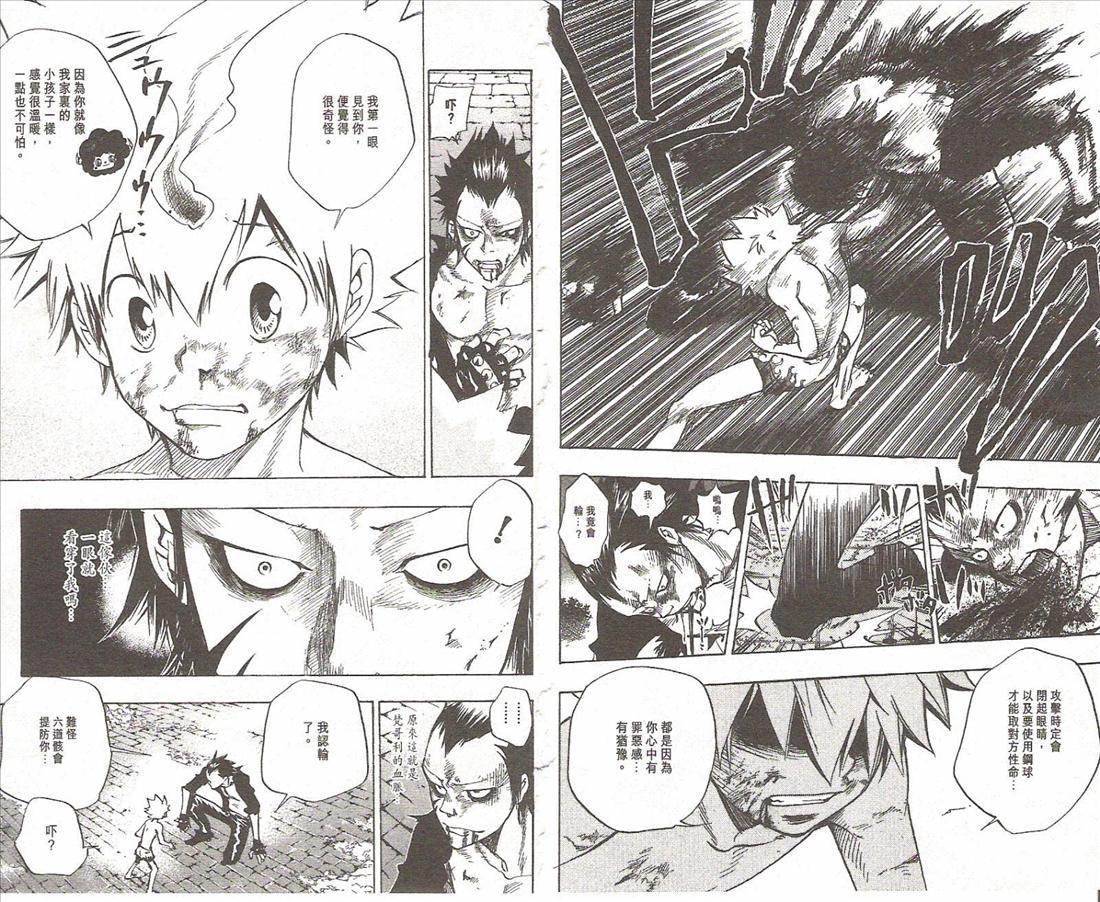 嗚嗚…
我…
我竟會
輸…？
攻擊時定會
閉起眼睛，
以及要使用鋼球
才能取對方性命…
都是因為
你心中有
罪惡感…
有猶豫。
吓？
我第一眼
見到你，
便覺得
很奇怪。
因為你就像
我家裏的
小孩子一樣，
感覺很溫暖，
一點也不可怕。
シュウウ…
！
這傢伙…
一眼就
看穿了我嗎…
……
原來這就是
梵哥利的血脈…
我認輸
了。
難怪
六道骸會
提防你…
吓？